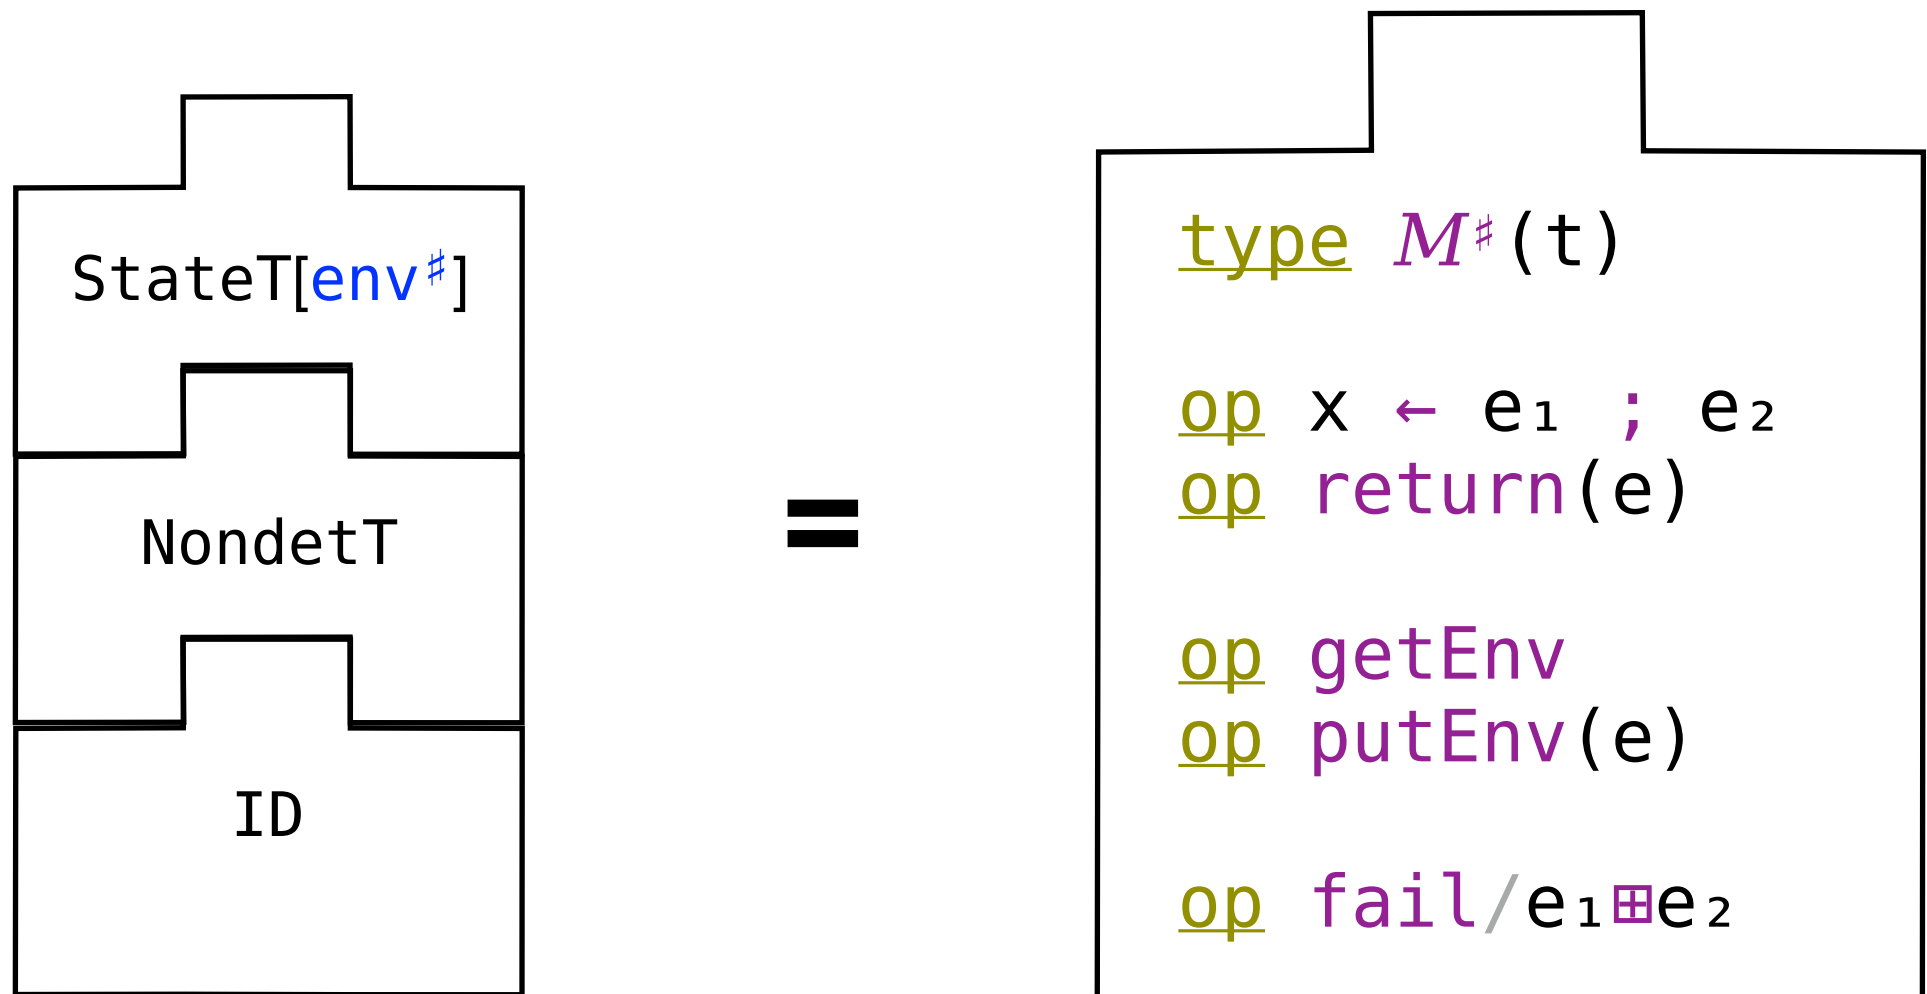 StateT[env♯]
NondetT
ID
=
type M♯(t)
op x ← e₁ ; e₂
op return(e)
op getEnv
op putEnv(e)
op fail/e₁⊞e₂